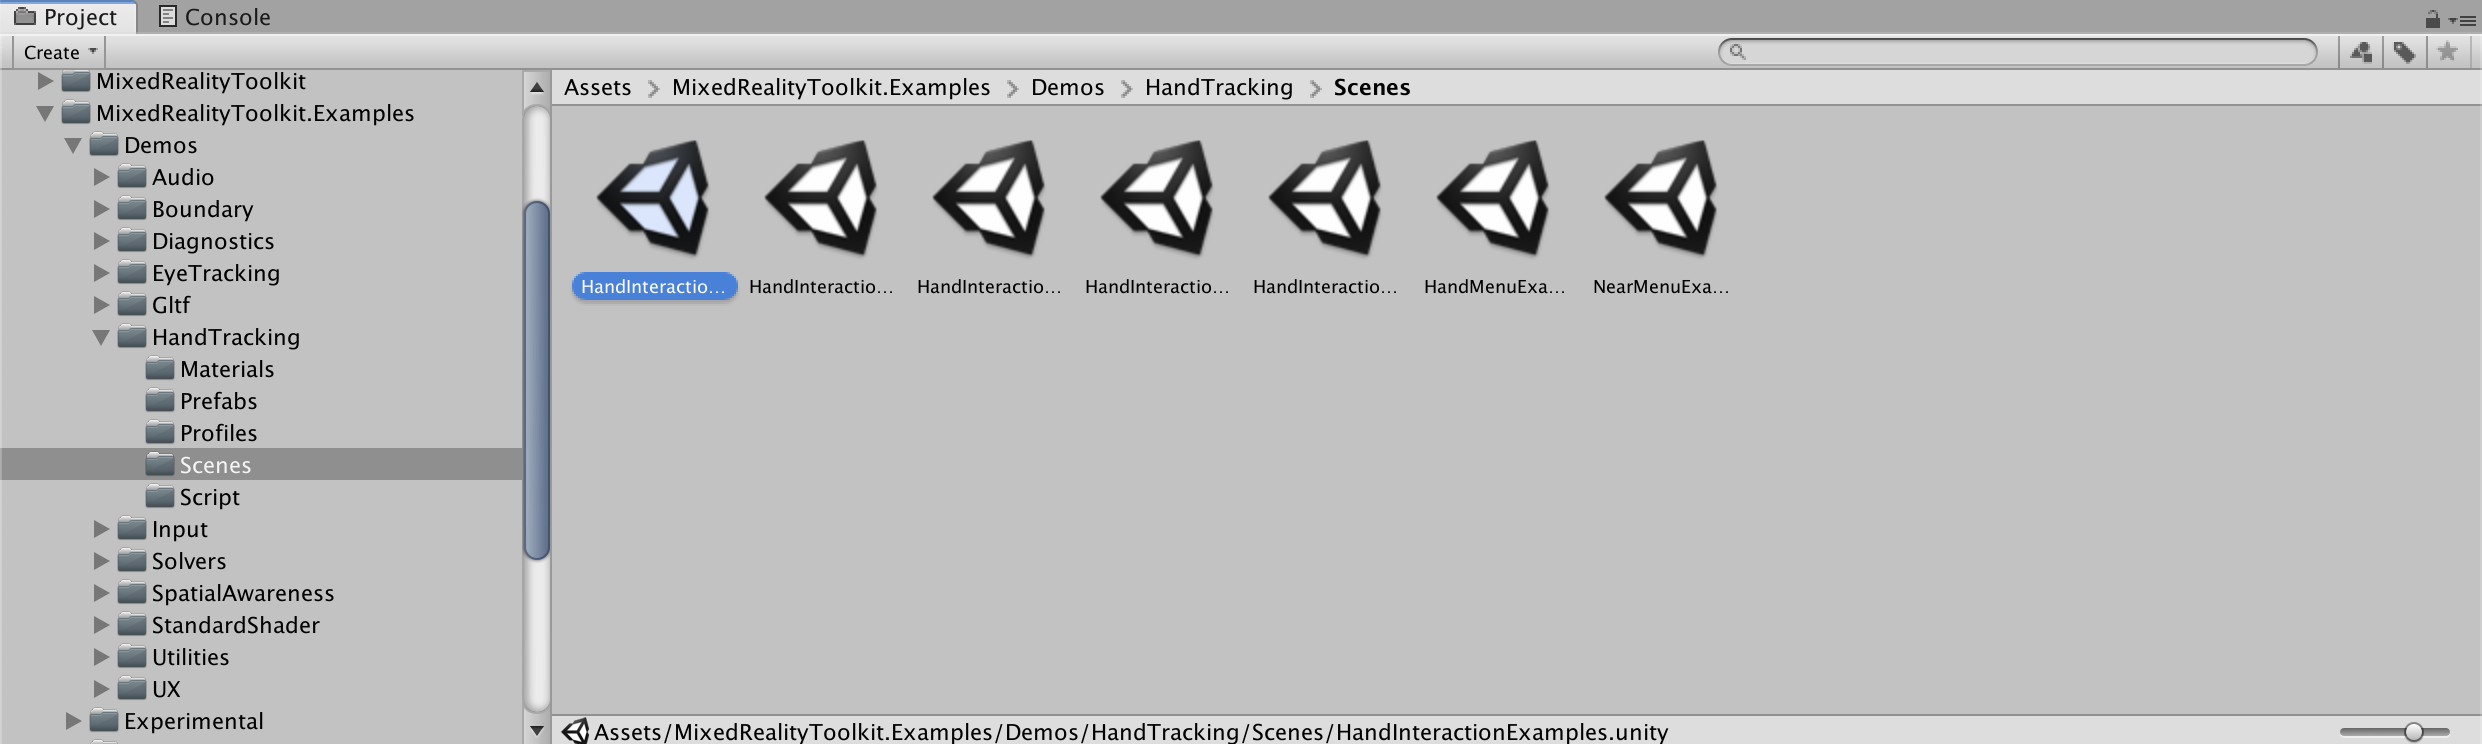 Project
Console
Create
MixedRealityToolkit
MixedRealityToolkit.Examples
Demos
Audio
Boundary
Diagnostics
EyeTracking
Gltf
HandTracking
Materials
Prefabs
Profiles
Scenes
Script
Input
Solvers
SpatialAwareness
StandardShader
Utilities
UX
Experimental
Assets > MixedRealityToolkit.Examples > Demos > HandTracking > Scenes
HandInteractio... HandInteractio... HandInteractio... HandInteractio... HandInteractio... HandMenuExa... NearMenuExa...
Assets/MixedRealityToolkit.Examples/Demos/HandTracking/Scenes/HandInteractionExamples.unity